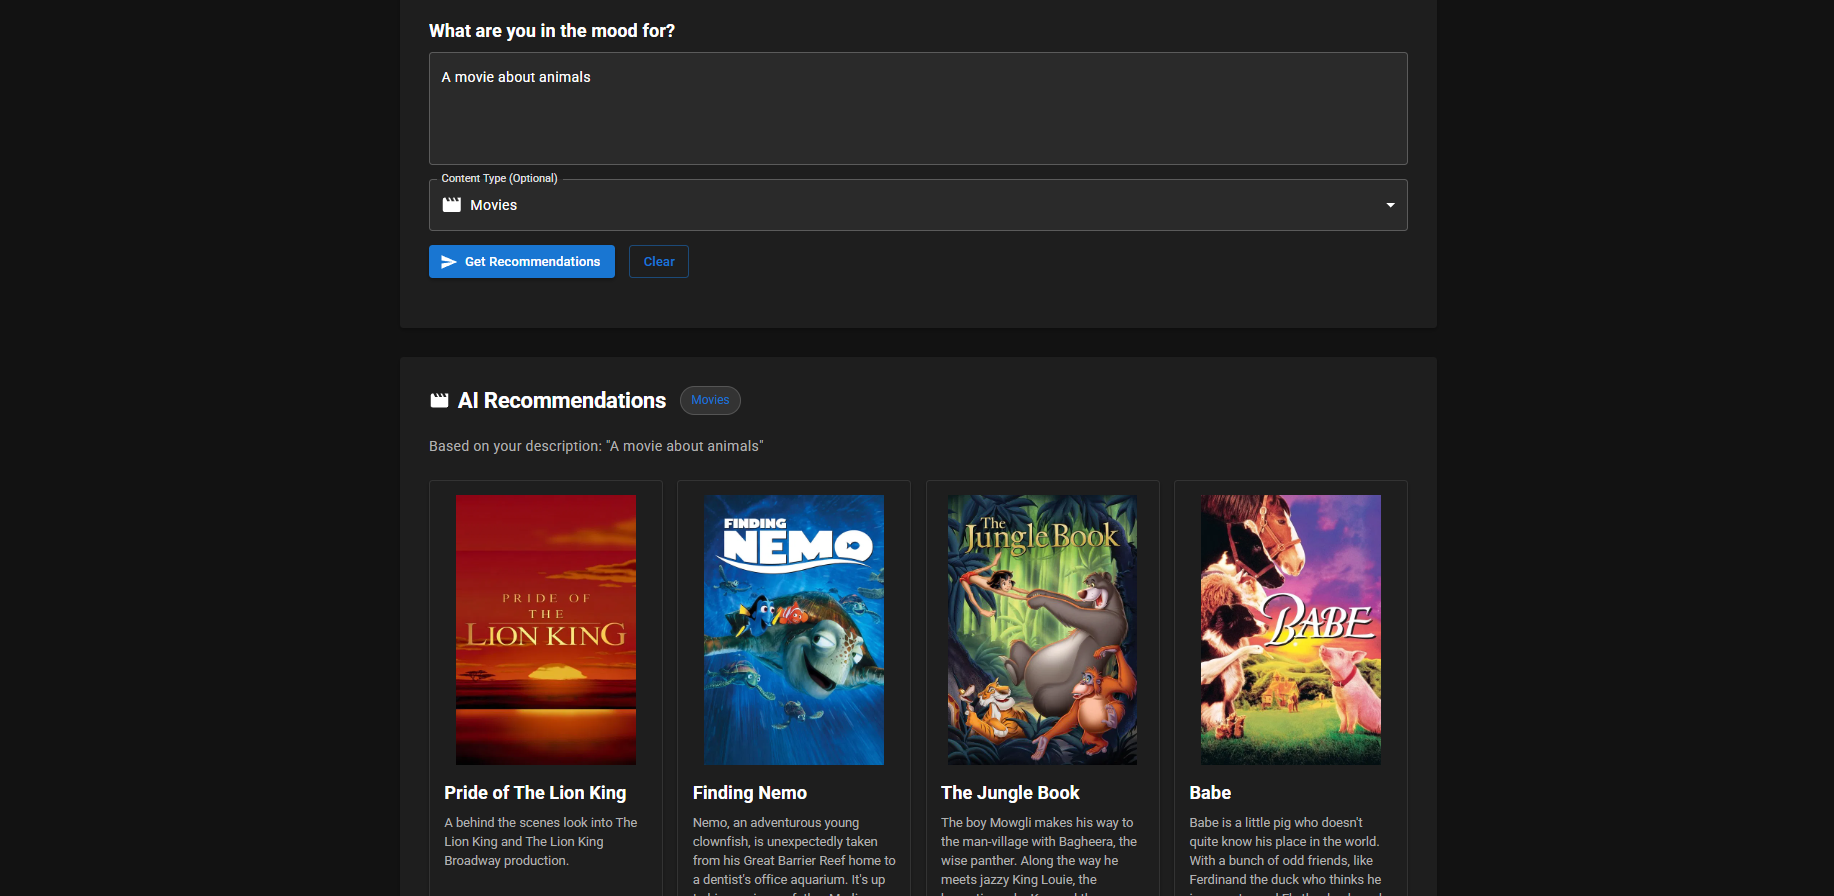 What are you in the mood for?
A movie about animals
Content Type (Optional)
Movies
Get Recommendations
Clear
AI Recommendations
Movies
Based on your description: "A movie about animals"
PRIDE OF
THE
LION KING
FINDING
NEMO
The
Jungle Book
BABE
Pride of The Lion King
A behind the scenes look into The
Lion King and The Lion King
Broadway production.
Finding Nemo
Nemo, an adventurous young
clownfish, is unexpectedly taken
from his Great Barrier Reef home to
a dentist's office aquarium. It's up
The Jungle Book
The boy Mowgli makes his way to
the man-village with Bagheera, the
wise panther. Along the way he
meets jazzy King Louie, the
Babe
Babe is a little pig who doesn't
quite know his place in the world.
With a bunch of odd friends, like
Ferdinand the duck who thinks he